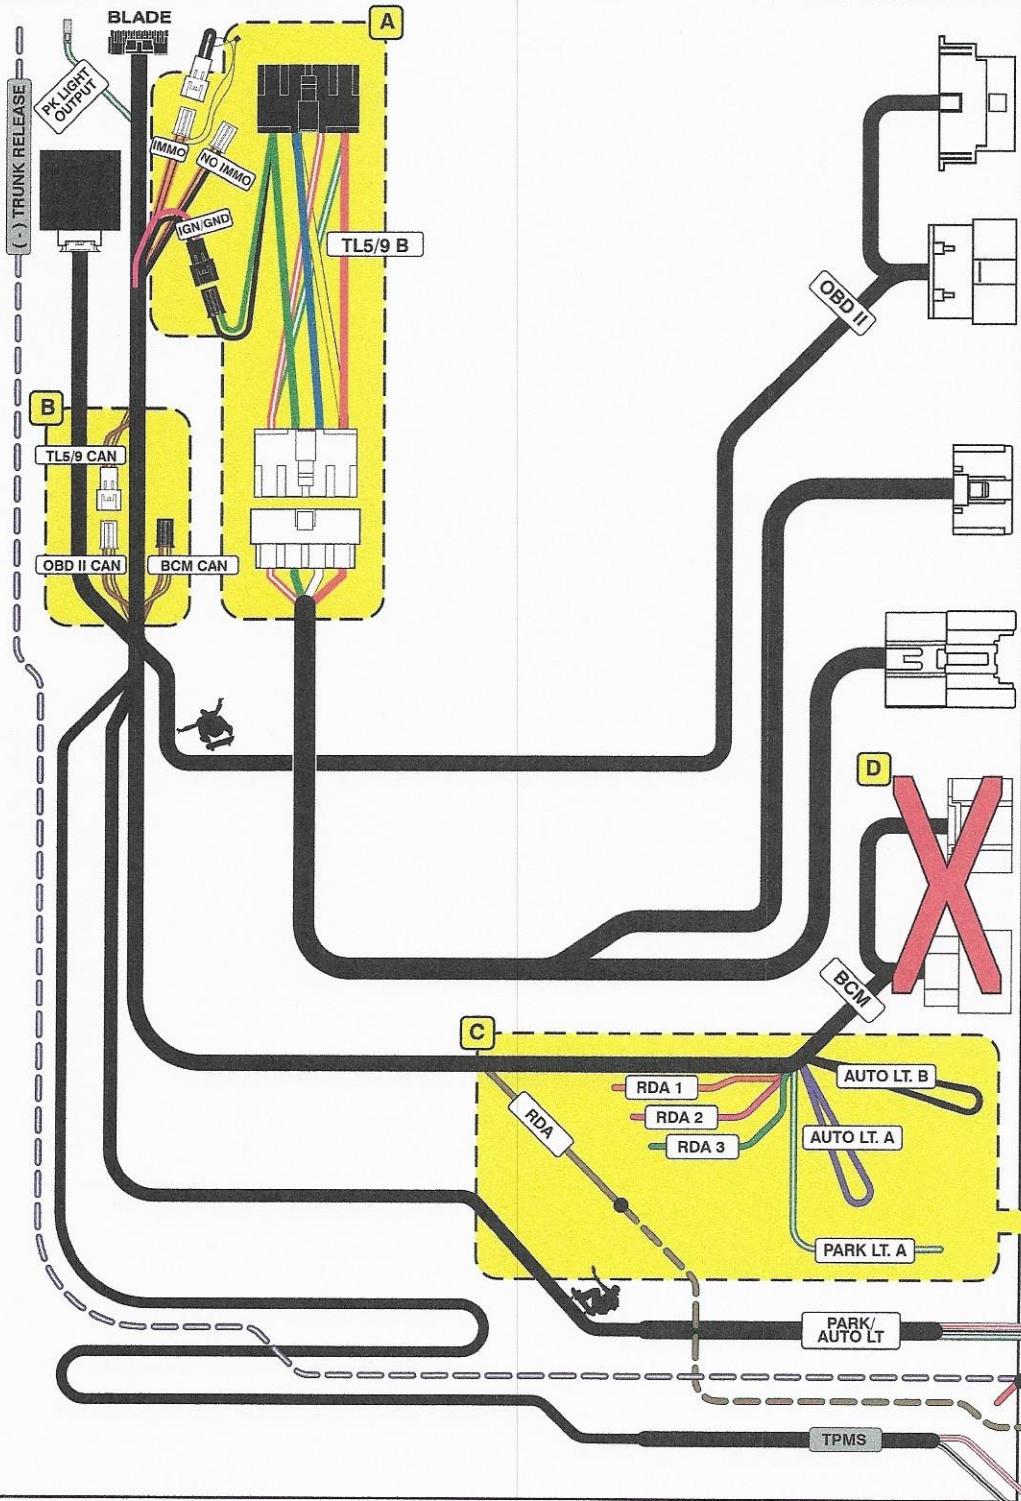 BLADE
A
PK LIGHT
OUTPUT
(-) TRUNK RELEASE
IMMO
NO IMMO
IGN/GND
TL5/9 B
OBD II
B
TL5/9 CAN
OBD II CAN
BCM CAN
D
BCM
C
RDA
RDA 1
RDA 2
RDA 3
AUTO LT. B
AUTO LT. A
PARK LT. A
PARK/
AUTO LT
TPMS